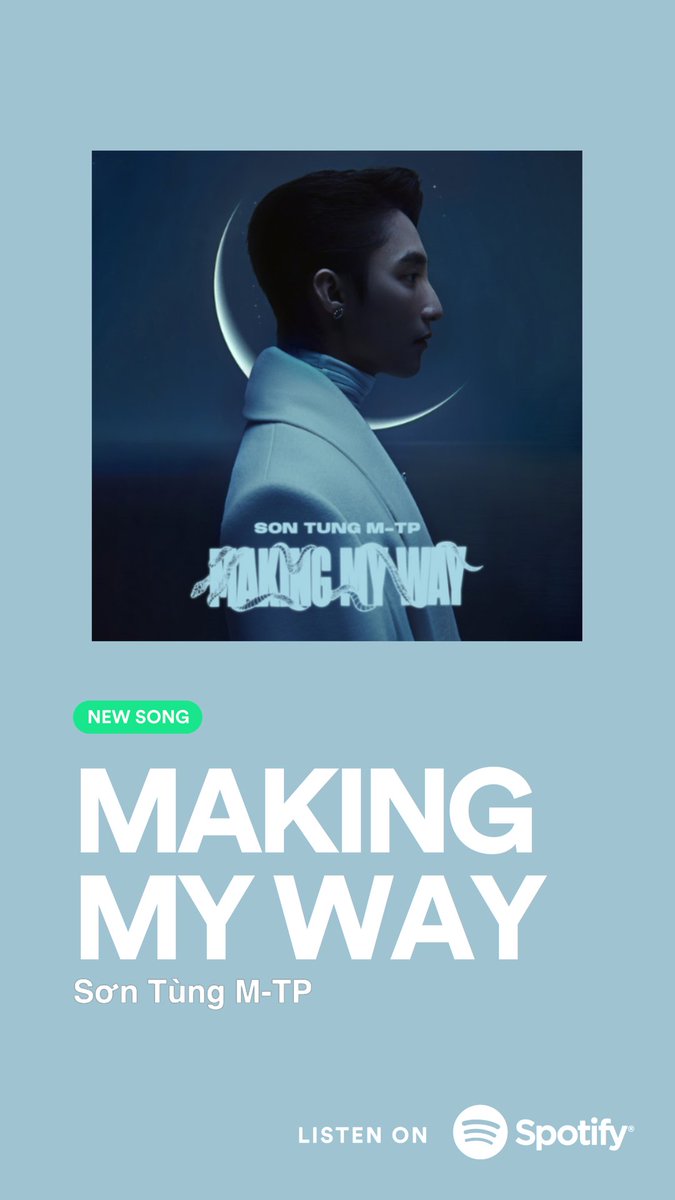 SON TUNG M-TP
MAKING MY WAY
NEW SONG
MAKING
MY WAY
Sơn Tùng M-TP
LISTEN ON Spotify®